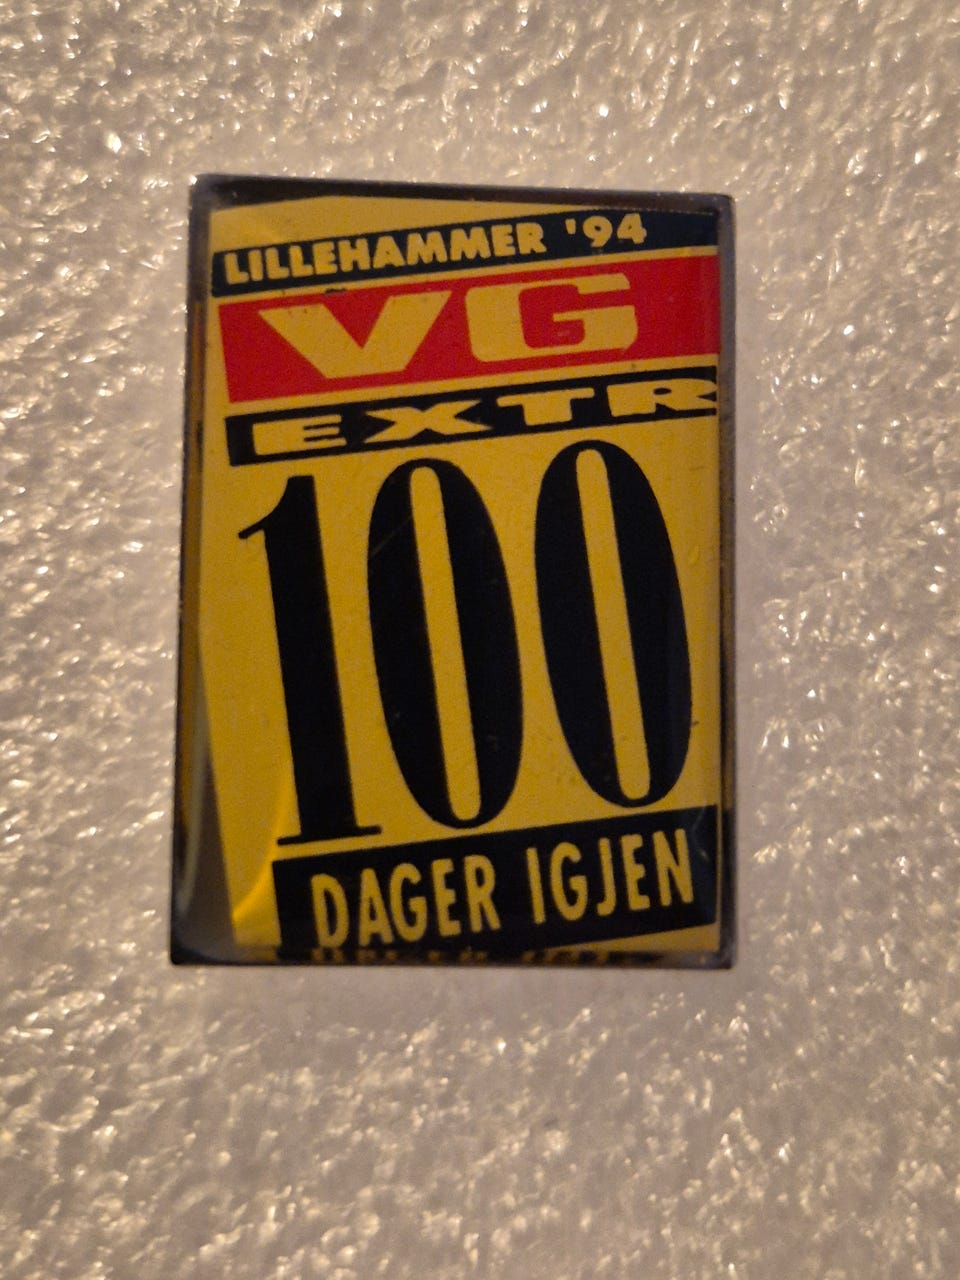 LILLEHAMMER '94
VG
EXTR
100
DAGER IGJEN